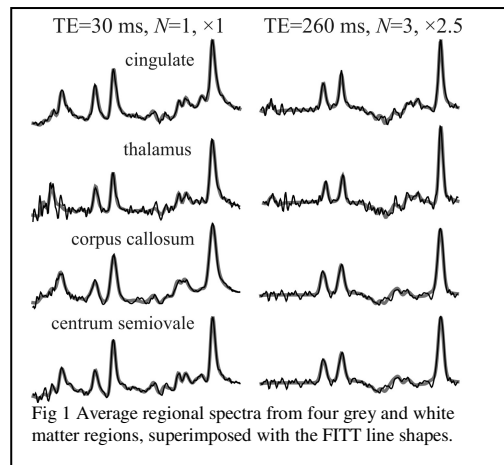 TE=30 ms, N=1, ×1 TE=260 ms, N=3, ×2.5
cingulate
thalamus
corpus callosum
centrum semiovale
Fig 1 Average regional spectra from four grey and white
matter regions, superimposed with the FITT line shapes.